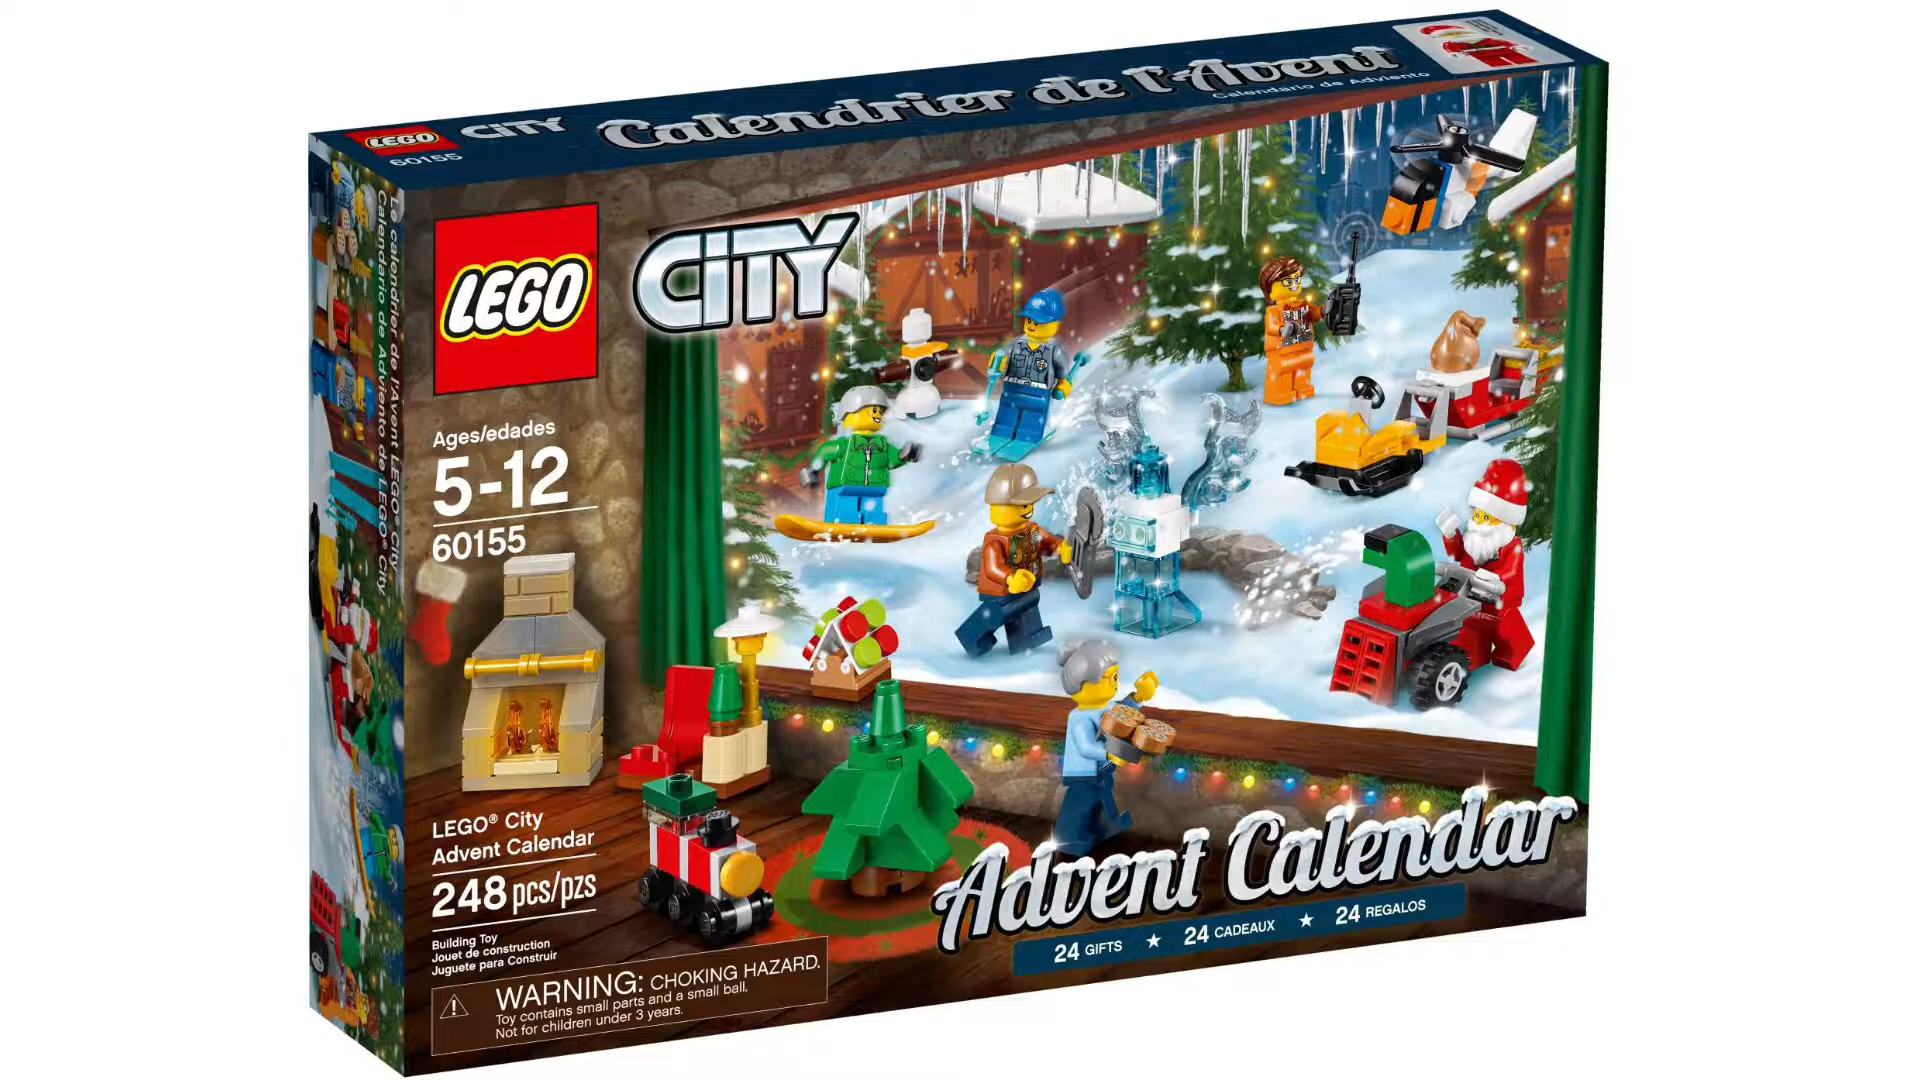 LEGO CITY Calendrier de l'Avent
Calendario de Adviento
60155
Le calendrier de l'Avent LEGO® City
Calendario de Adviento de LEGO® City
LEGO CITY
Ages/edades
5-12
60155
LEGO® City
Advent Calendar
248 pcs/pzs
Building Toy
Jouet de construction
Juguete para Construir
WARNING: CHOKING HAZARD.
Toy contains small parts and a small ball.
Not for children under 3 years.
Advent Calendar
24 GIFTS ★ 24 CADEAUX ★ 24 REGALOS